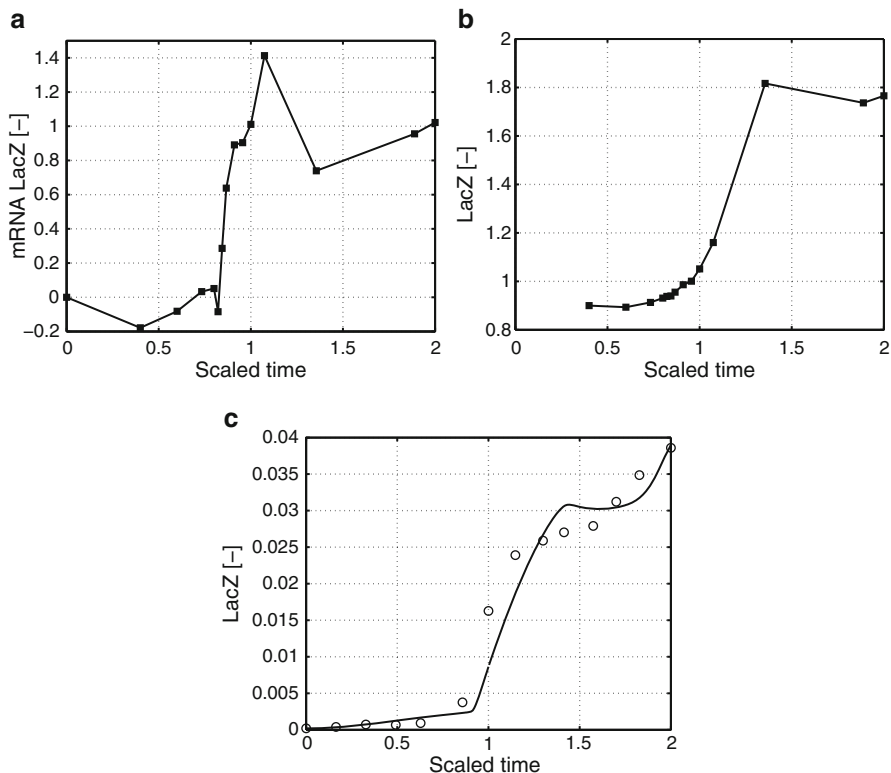 a
mRNA LacZ [−]
1.4
1.2
1
0.8
0.6
0.4
0.2
0
−0.2
0 0.5 1 1.5 2
Scaled time
b
LacZ [−]
2
1.8
1.6
1.4
1.2
1
0.8
0 0.5 1 1.5 2
Scaled time
c
LacZ [−]
0.04
0.035
0.03
0.025
0.02
0.015
0.01
0.005
0
0 0.5 1 1.5 2
Scaled time